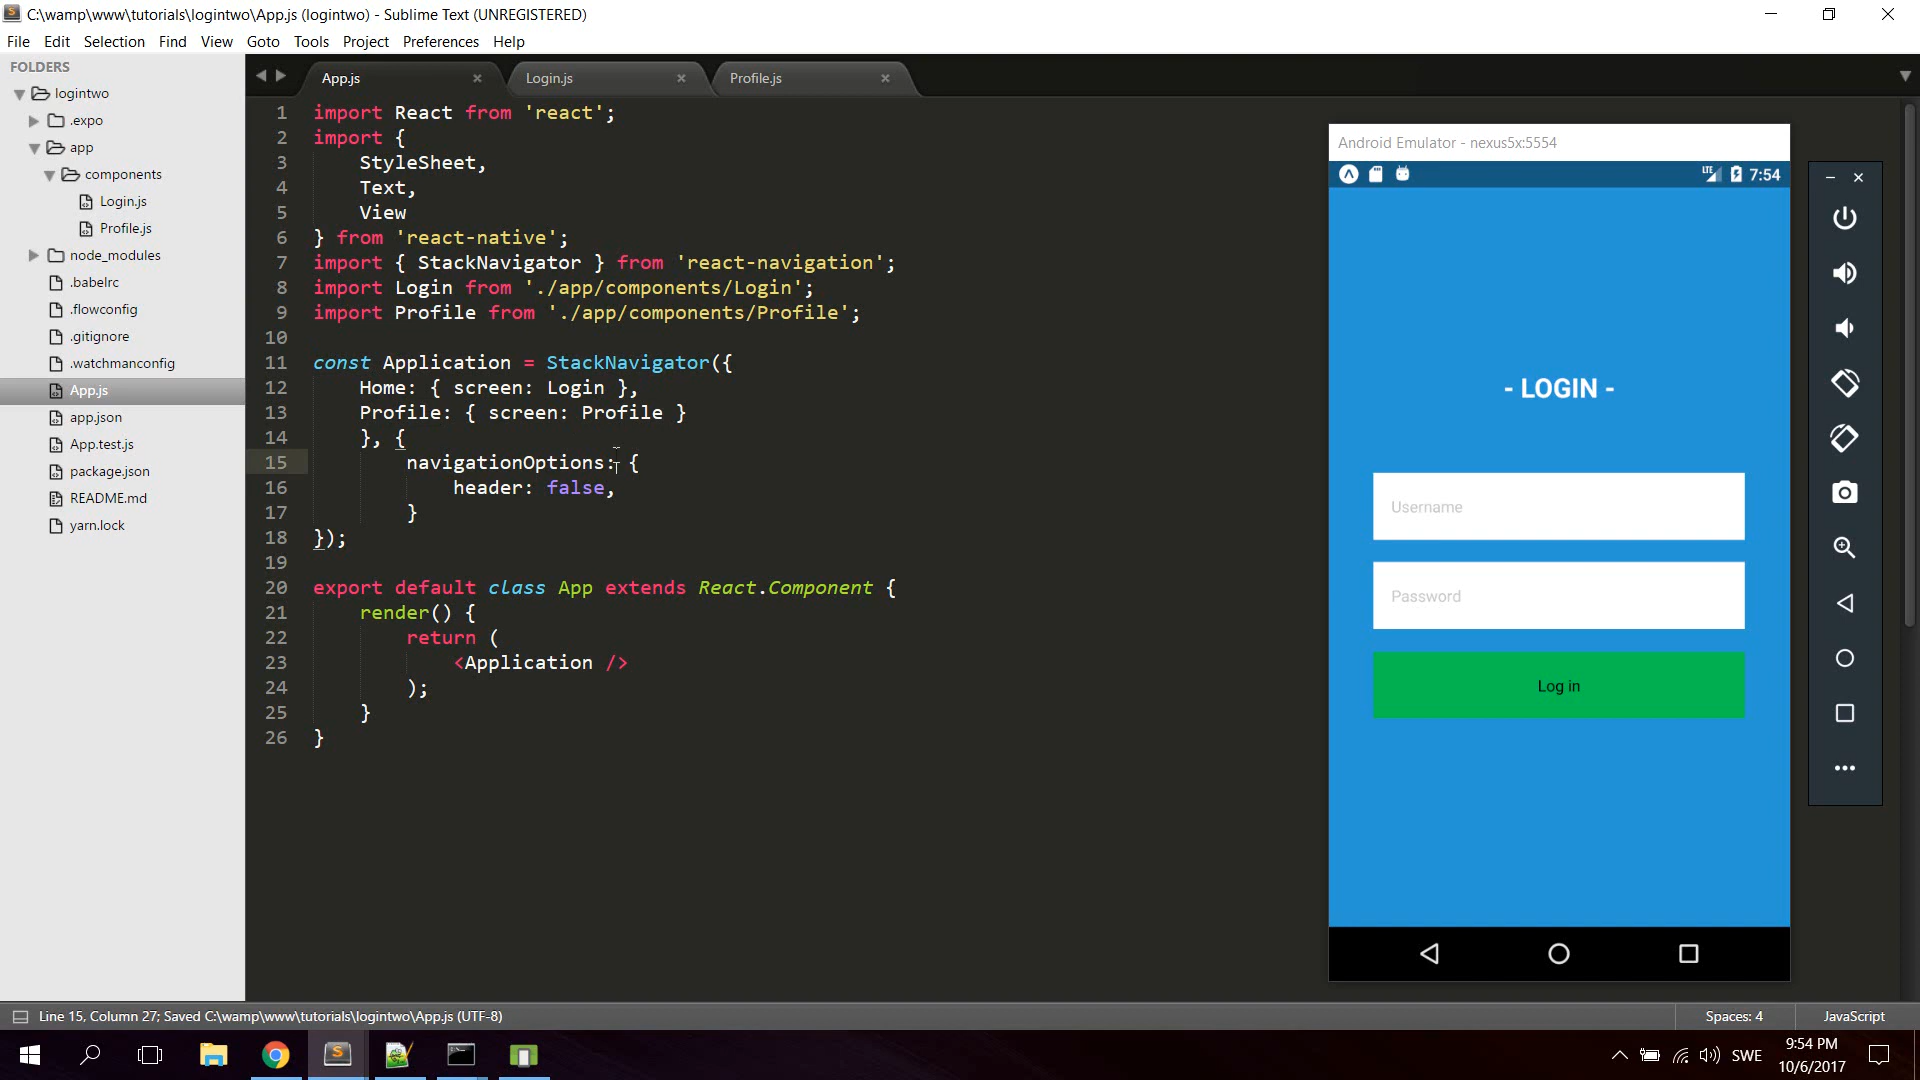 C:\wamp\www\tutorials\logintwo\App.js (logintwo) - Sublime Text (UNREGISTERED)
File Edit Selection Find View Goto Tools Project Preferences Help
FOLDERS
logintwo
.expo
app
components
Login.js
Profile.js
node_modules
.babelrc
.flowconfig
.gitignore
.watchmanconfig
App.js
app.json
App.test.js
package.json
README.md
yarn.lock
App.js Login.js Profile.js
1 import React from 'react';
2 import {
3     StyleSheet,
4     Text,
5     View
6 } from 'react-native';
7 import { StackNavigator } from 'react-navigation';
8 import Login from './app/components/Login';
9 import Profile from './app/components/Profile';
10
11 const Application = StackNavigator({
12     Home: { screen: Login },
13     Profile: { screen: Profile }
14     }, {
15         navigationOptions: {
16             header: false,
17         }
18 });
19
20 export default class App extends React.Component {
21     render() {
22         return (
23             <Application />
24         );
25     }
26 }
Android Emulator - nexus5x:5554
LTE 7:54
- LOGIN -
Username
Password
Log in
Line 15, Column 27; Saved C:\wamp\www\tutorials\logintwo\App.js (UTF-8)
Spaces: 4
JavaScript
SWE
9:54 PM
10/6/2017